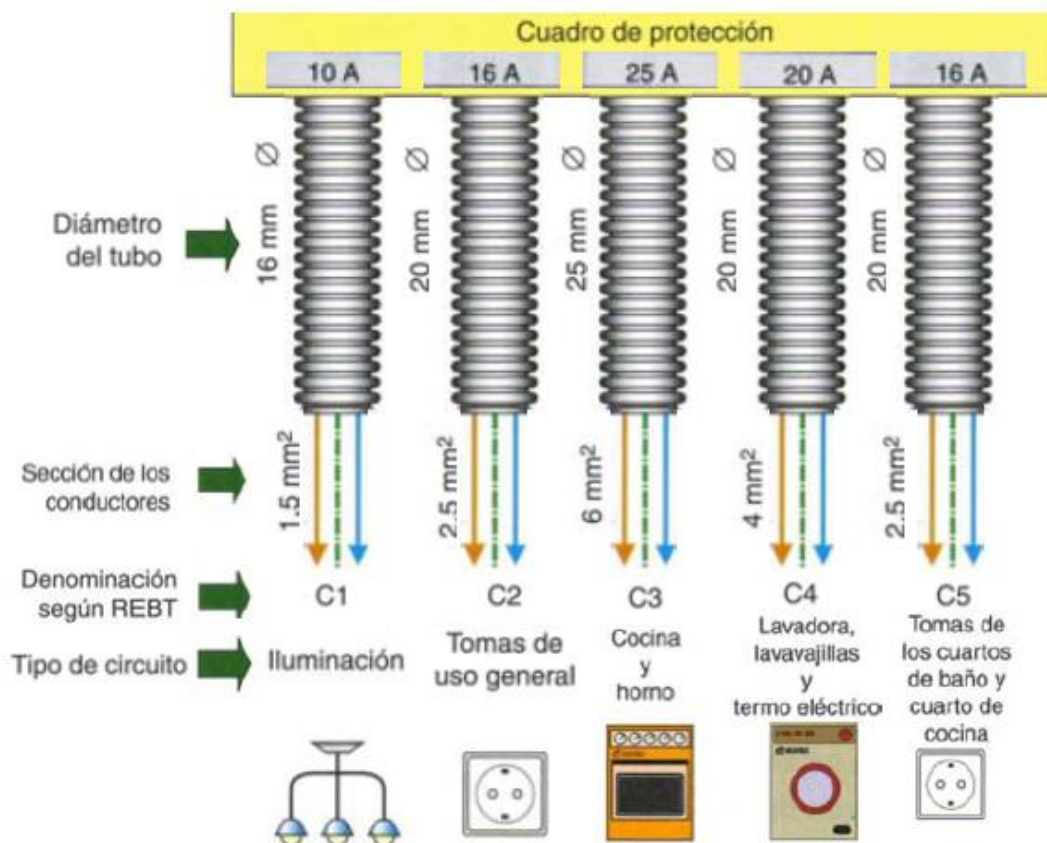 Cuadro de protección
10 A
16 A
25 A
20 A
16 A
Diámetro
del tubo
16 mm Ø
20 mm Ø
25 mm Ø
20 mm Ø
20 mm Ø
Sección de los
conductores
1.5 mm²
2.5 mm²
6 mm²
4 mm²
2.5 mm²
Denominación
según REBT
C1
C2
C3
C4
C5
Tipo de circuito
Iluminación
Tomas de
uso general
Cocina
y
horno
Lavadora,
lavavajillas
y
termo eléctrico
Tomas de
los cuartos
de baño y
cuarto de
cocina